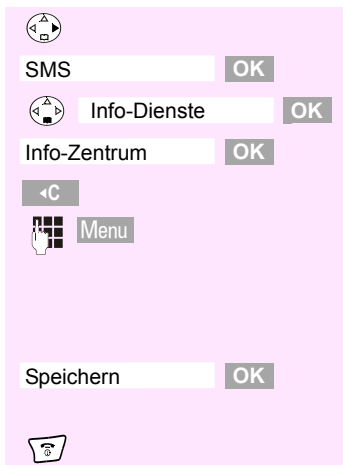 SMS OK
Info-Dienste OK
Info-Zentrum OK
◂C
Menu
Speichern OK